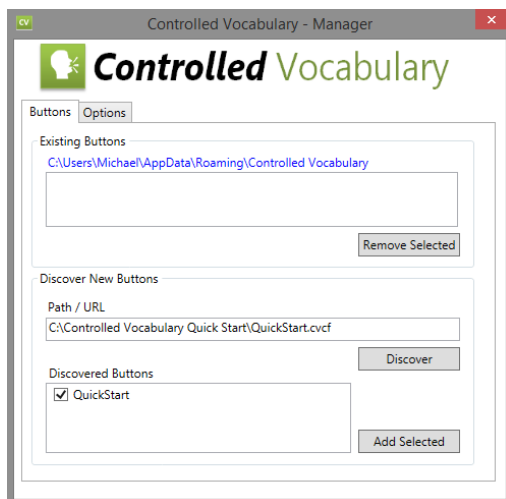 CV Controlled Vocabulary - Manager
Controlled Vocabulary
Buttons Options
Existing Buttons
C:\Users\Michael\AppData\Roaming\Controlled Vocabulary
Remove Selected
Discover New Buttons
Path / URL
C:\Controlled Vocabulary Quick Start\QuickStart.cvcf
Discover
Discovered Buttons
QuickStart
Add Selected